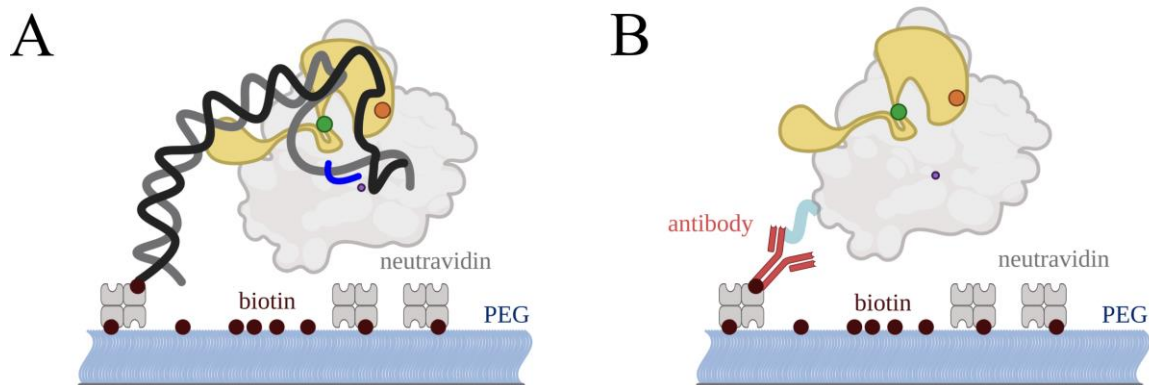 A
neutravidin
biotin
PEG
B
antibody
neutravidin
biotin
PEG